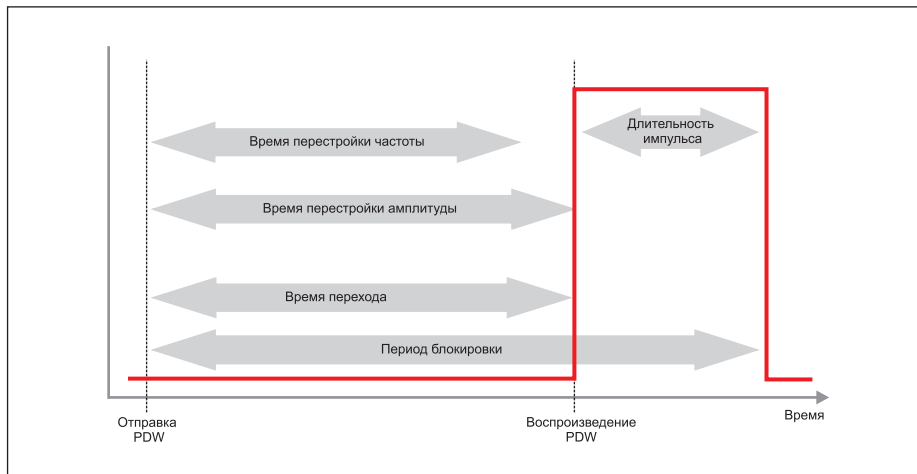 Время перестройки частоты
Длительность
импульса
Время перестройки амплитуды
Время перехода
Период блокировки
Время
Отправка
PDW
Воспроизведение
PDW